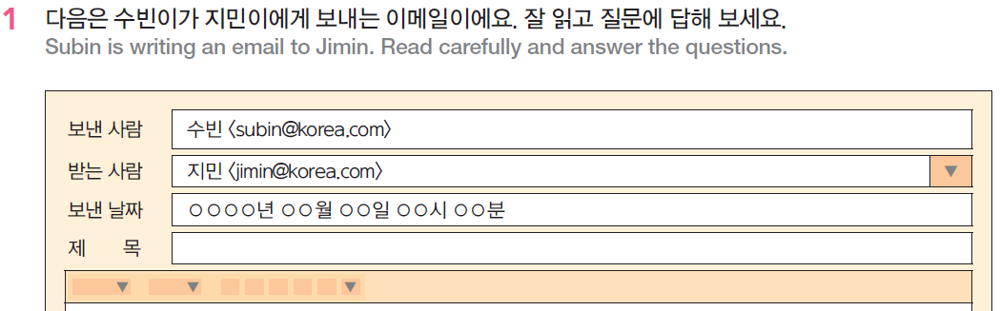 1 다음은 수빈이가 지민이에게 보내는 이메일이에요. 잘 읽고 질문에 답해 보세요.
Subin is writing an email to Jimin. Read carefully and answer the questions.
보낸 사람 수빈 〈subin@korea.com〉
받는 사람 지민 〈jimin@korea.com〉 ▼
보낸 날짜 ○○○○년 ○○월 ○○일 ○○시 ○○분
제 목